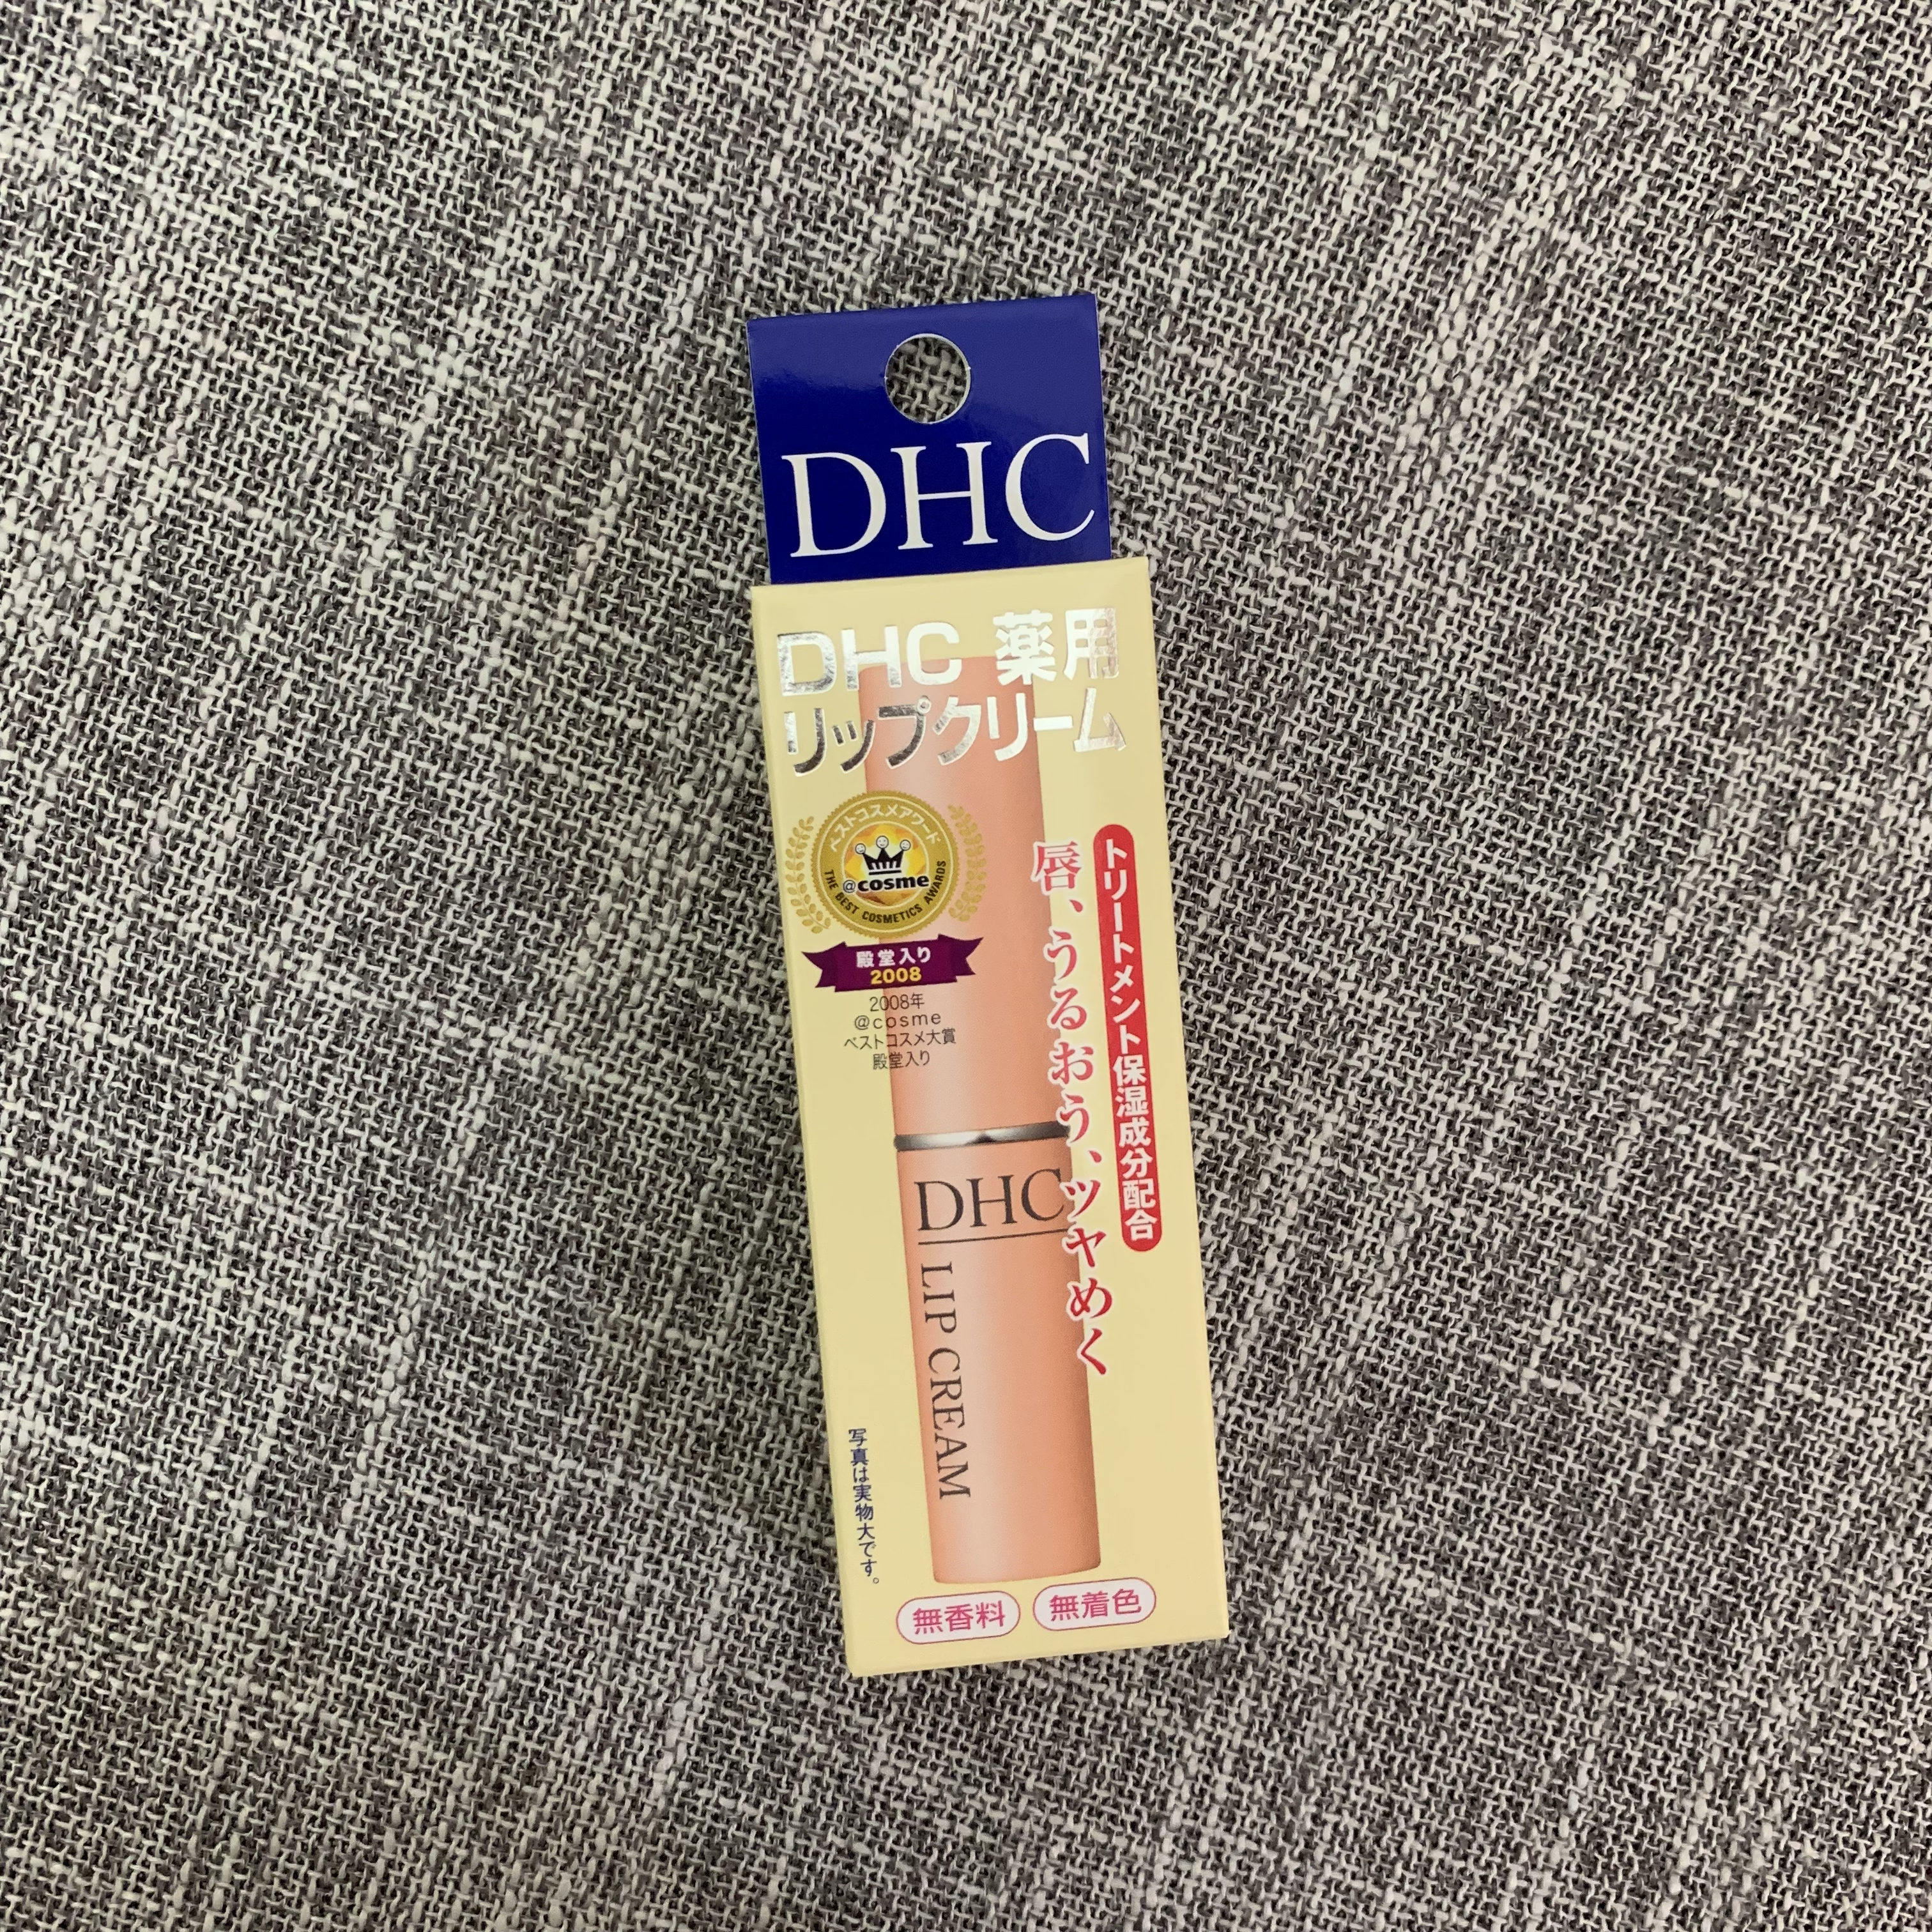 DHC
DHC 薬用
リップクリーム
ベストコスメアワード
@cosme
THE BEST COSMETICS AWARDS
殿堂入り
2008
2008年
@cosme
ベストコスメ大賞
殿堂入り
トリートメント保湿成分配合
唇、うるおう、ツヤめく
DHC
LIP CREAM
写真は実物大です。
無香料
無着色